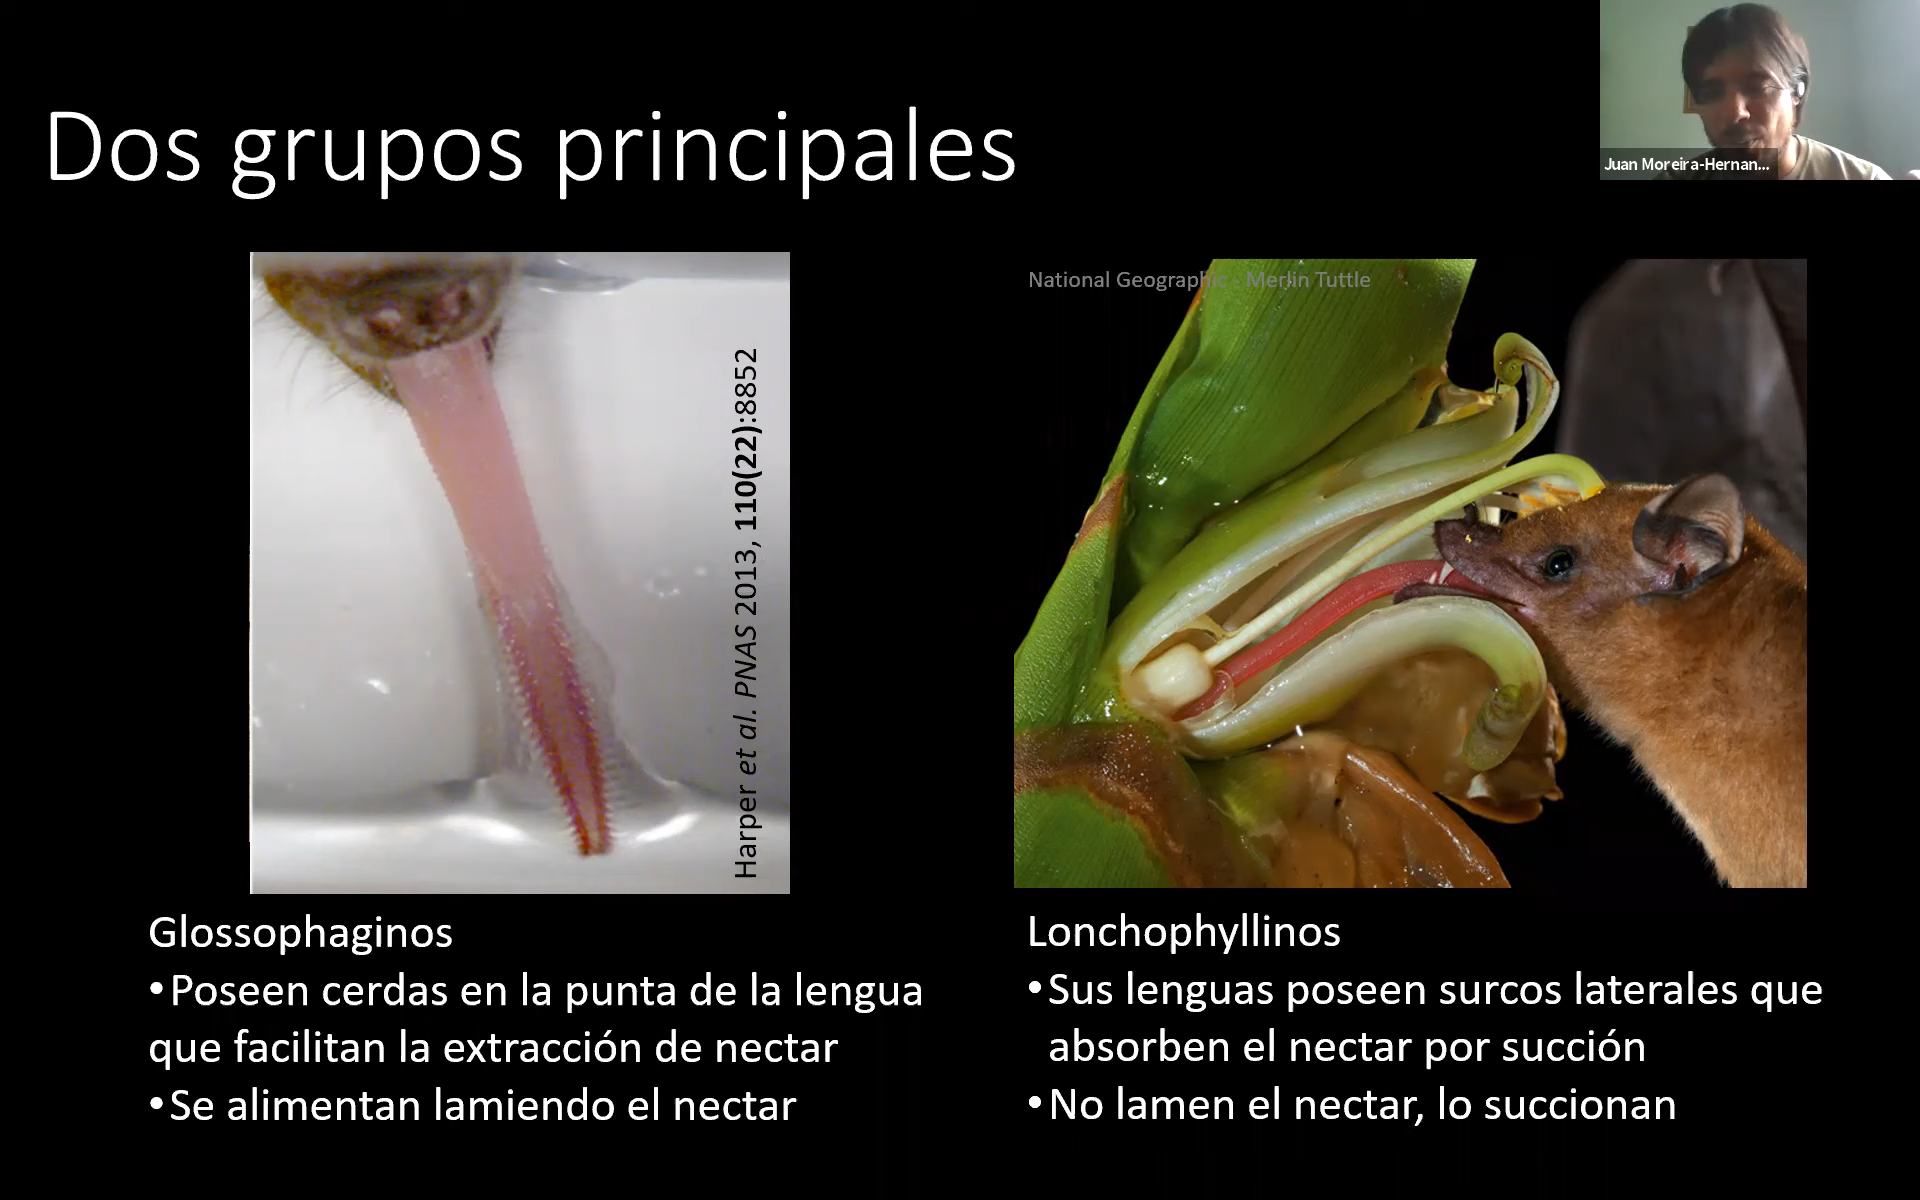 Dos grupos principales
Juan Moreira-Hernan...
Harper et al. PNAS 2013, 110(22):8852
National Geographic - Merlin Tuttle
Glossophaginos
•Poseen cerdas en la punta de la lengua
que facilitan la extracción de nectar
•Se alimentan lamiendo el nectar
Lonchophyllinos
•Sus lenguas poseen surcos laterales que
absorben el nectar por succión
•No lamen el nectar, lo succionan